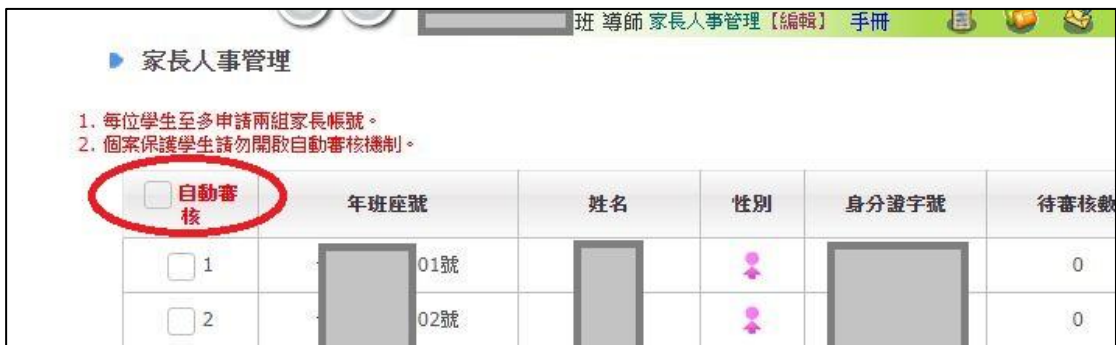 班 導師 家長人事管理【編輯】 手冊
家長人事管理
1. 每位學生至多申請兩組家長帳號。
2. 個案保護學生請勿開啟自動審核機制。
自動審核 年班座號 姓名 性別 身分證字號 待審核數
1 01號 0
2 02號 0